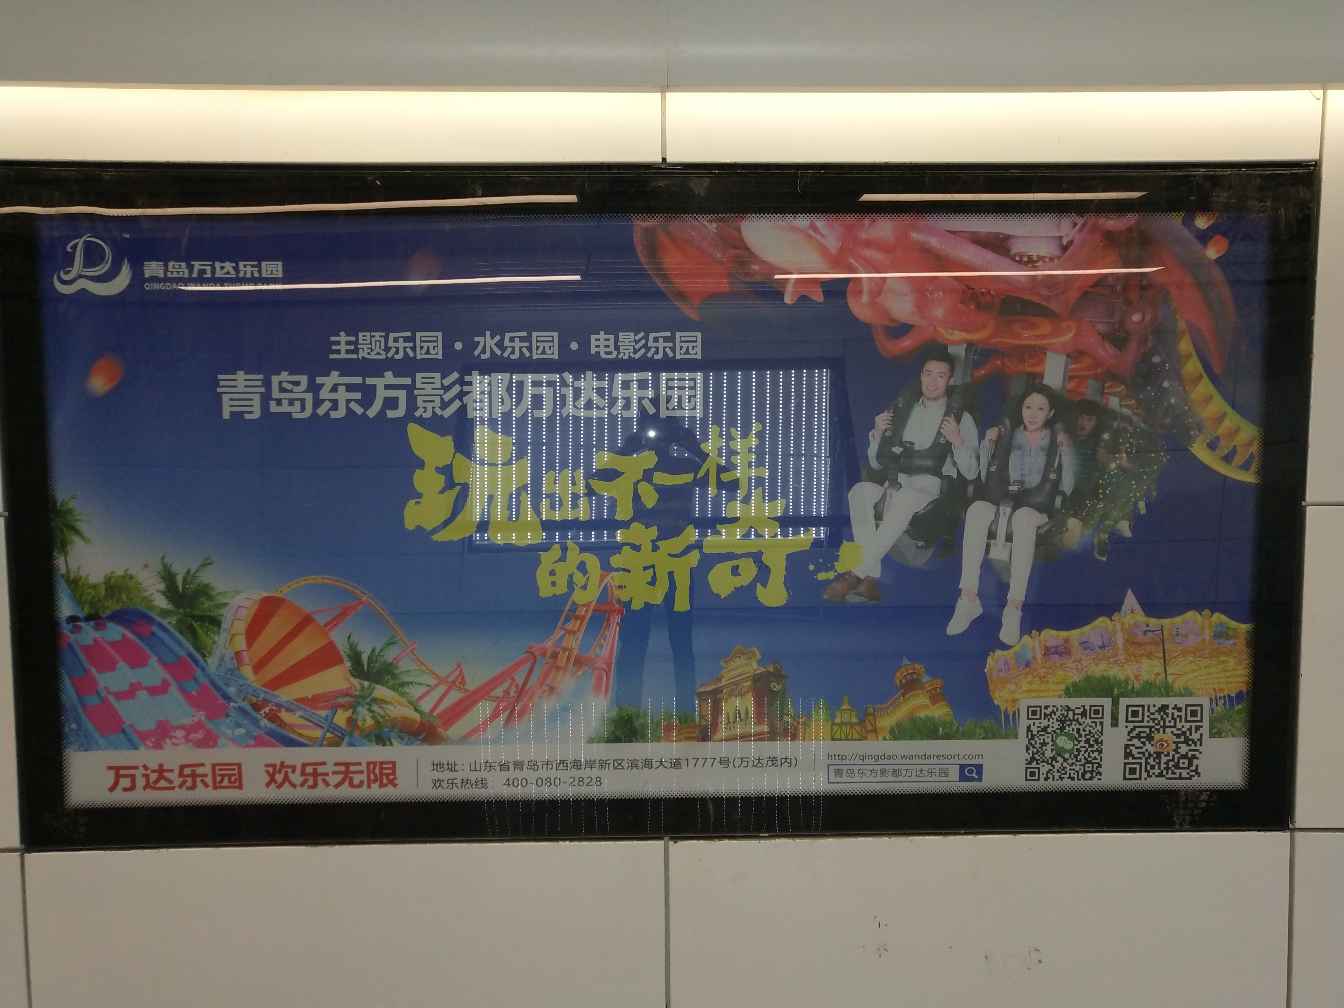 青岛万达乐园
QINGDAO WANDA THEME PARK
主题乐园·水乐园·电影乐园
青岛东方影都万达乐园
玩出不一样
的新奇
万达乐园 欢乐无限
地址: 山东省青岛市西海岸新区滨海大道1777号(万达茂内)
欢乐热线 400-080-2828
http://qingdao.wandaresort.com
青岛东方影都万达乐园